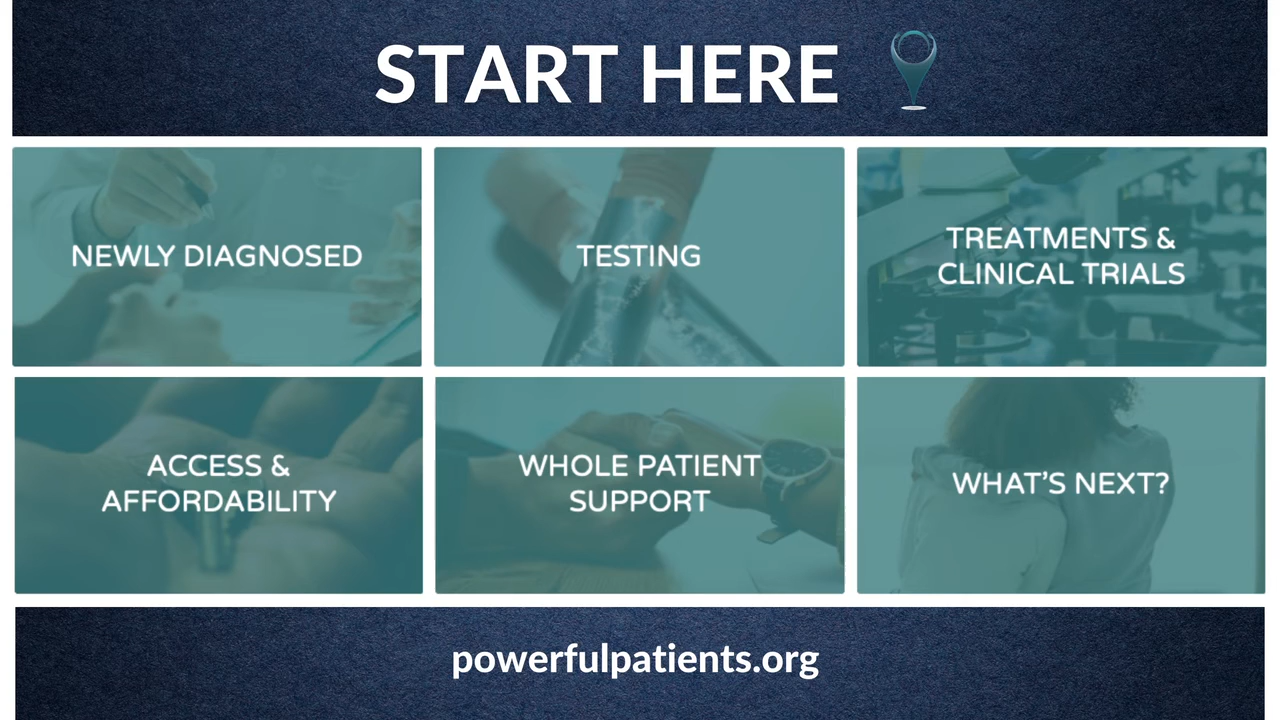 START HERE
NEWLY DIAGNOSED
TESTING
TREATMENTS &
CLINICAL TRIALS
ACCESS &
AFFORDABILITY
WHOLE PATIENT
SUPPORT
WHAT’S NEXT?
powerfulpatients.org